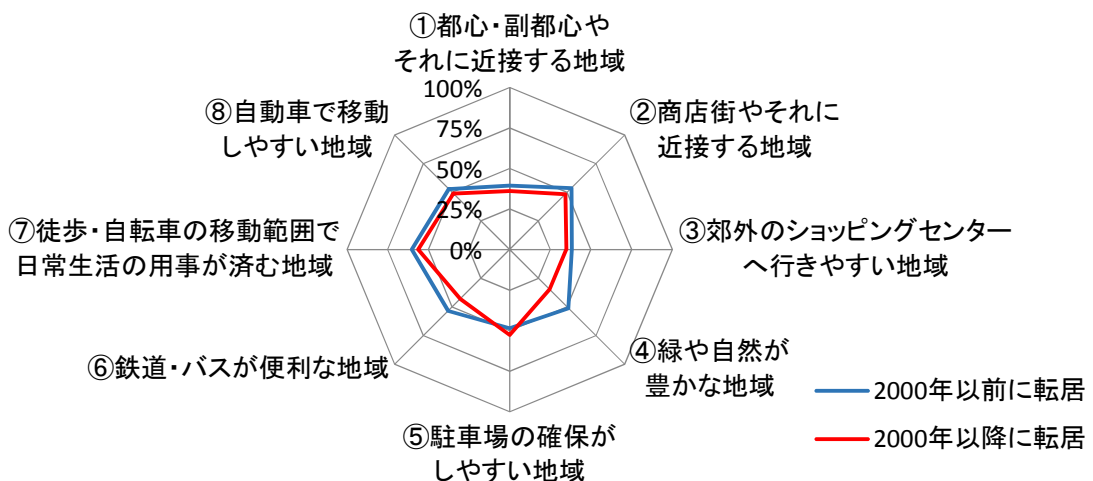 ①都心・副都心や
それに近接する地域
②商店街やそれに
近接する地域
③郊外のショッピングセンター
へ行きやすい地域
④緑や自然が
豊かな地域
⑤駐車場の確保が
しやすい地域
⑥鉄道・バスが便利な地域
⑦徒歩・自転車の移動範囲で
日常生活の用事が済む地域
⑧自動車で移動
しやすい地域
100%
75%
50%
25%
0%
2000年以前に転居
2000年以降に転居